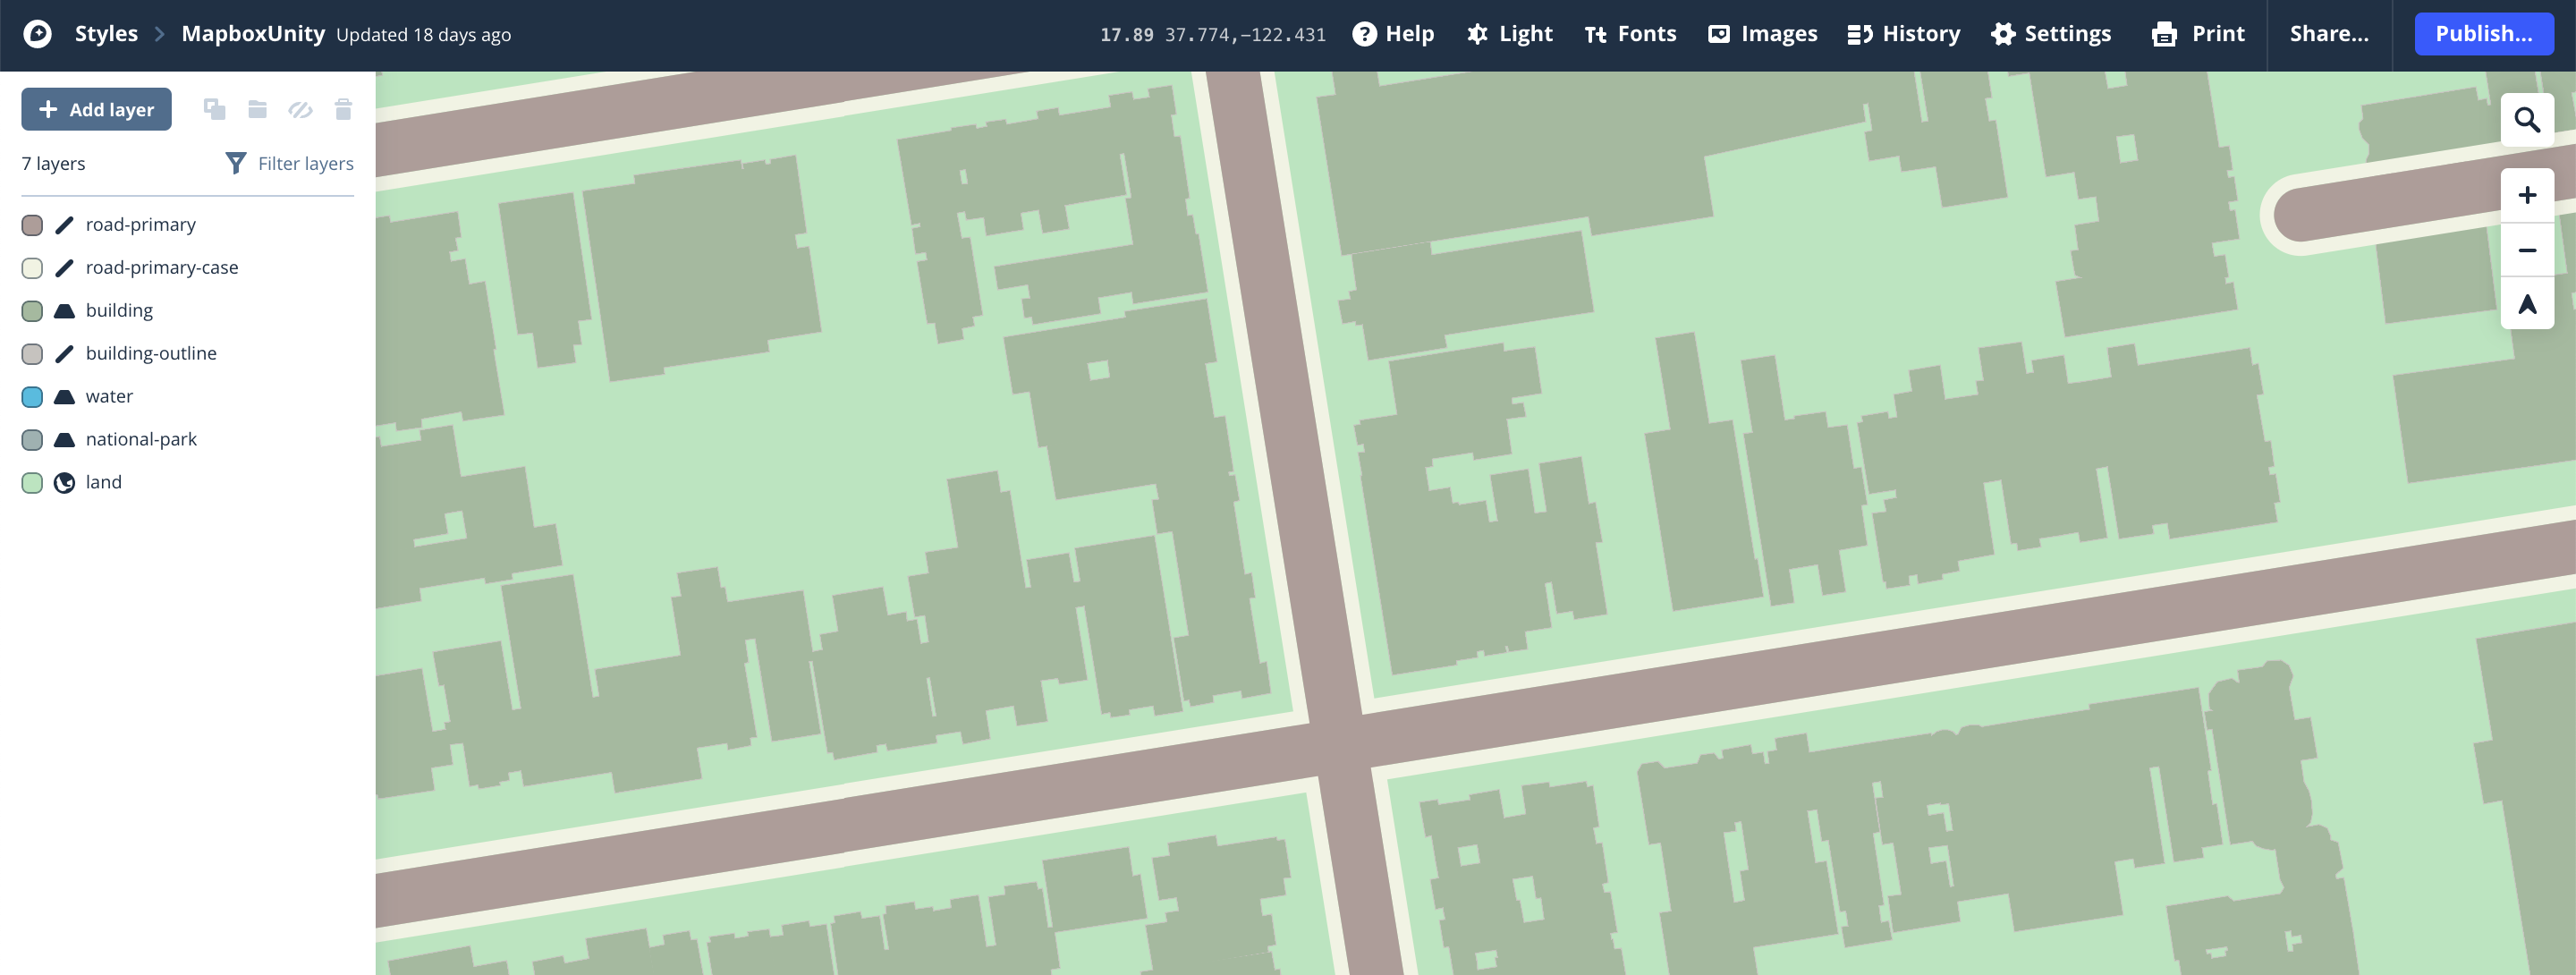 Styles MapboxUnity Updated 18 days ago 17.89 37.774,−122.431 Help Light Fonts Images History Settings Print Share... Publish...
Add layer
7 layers Filter layers
road-primary
road-primary-case
building
building-outline
water
national-park
land